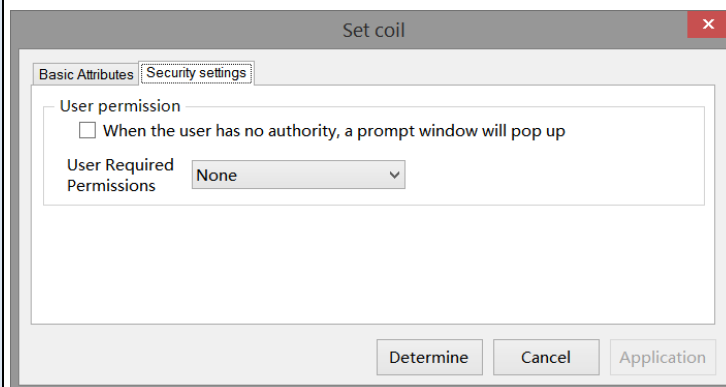 Set coil
Basic Attributes Security settings
User permission
When the user has no authority, a prompt window will pop up
User Required
Permissions
None
Determine Cancel Application